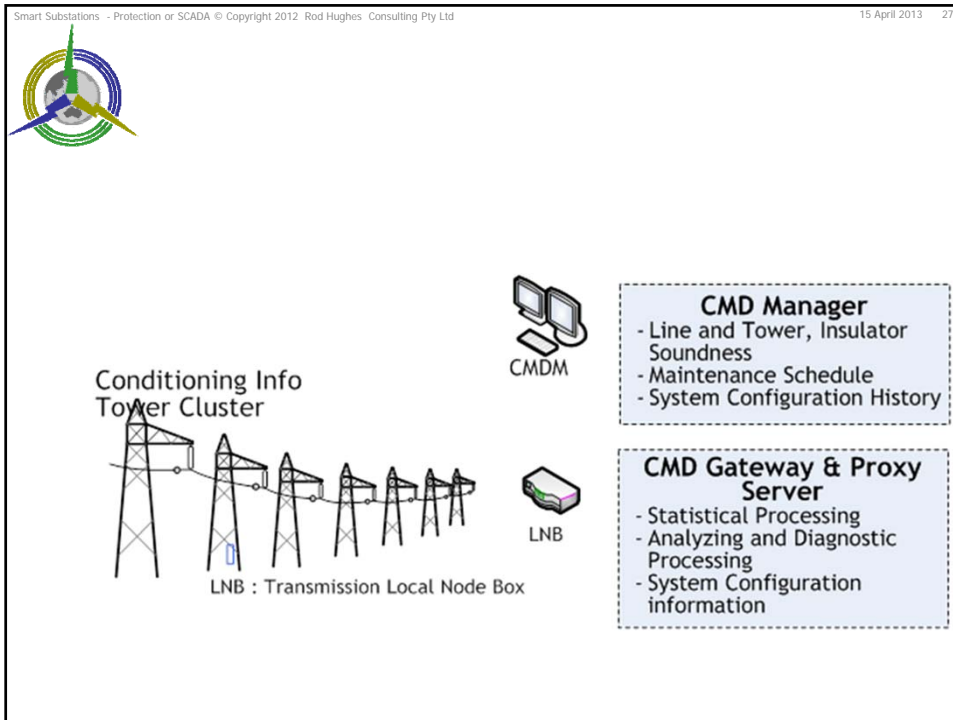 Smart Substations - Protection or SCADA © Copyright 2012 Rod Hughes Consulting Pty Ltd
15 April 2013 27
Conditioning Info
Tower Cluster
LNB : Transmission Local Node Box
CMDM
LNB
CMD Manager
- Line and Tower, Insulator
Soundness
- Maintenance Schedule
- System Configuration History
CMD Gateway & Proxy
Server
- Statistical Processing
- Analyzing and Diagnostic
Processing
- System Configuration
information